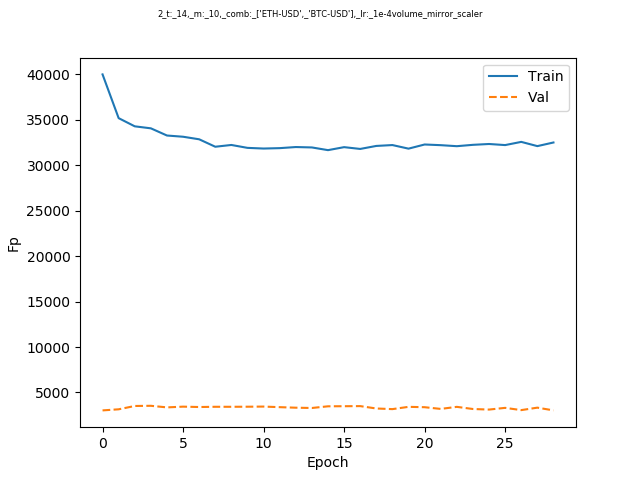 2_t:_14,_m:_10,_comb:_['ETH-USD',_'BTC-USD'],_lr:_1e-4volume_mirror_scaler
Train
Val
40000
35000
30000
25000
20000
15000
10000
5000
Fp
0 5 10 15 20 25
Epoch